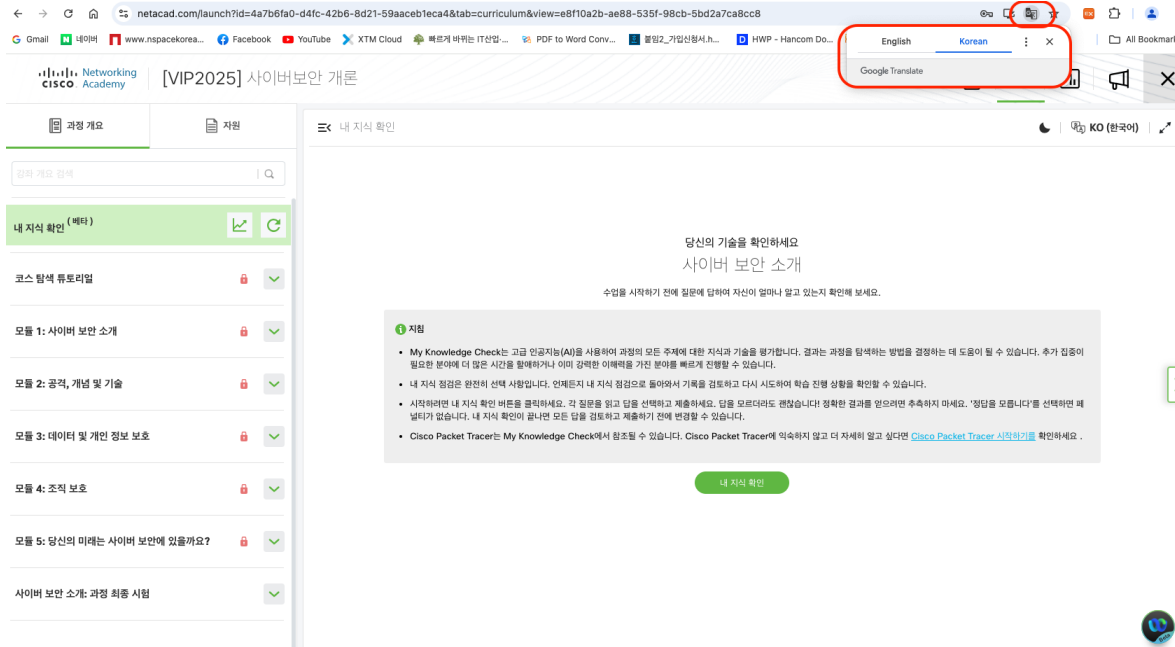 netacad.com/launch?id=4a7b6fa0-d4fc-42b6-8d21-59aaceb1eca4&tab=curriculum&view=e8f10a2b-ae88-535f-98cb-5bd2a7ca8cc8
Gmail 네이버 www.nspacekorea... Facebook YouTube XTM Cloud 빠르게 바뀌는 IT산업·... PDF to Word Conv... 붙임2_가입신청서.h... HWP - Hancom Do... All Bookmar
English Korean
Google Translate
Networking
CISCO Academy
[VIP2025] 사이버보안 개론
과정 개요 자원
내 지식 확인 KO (한국어)
강좌 개요 검색
내 지식 확인 (베타)
코스 탐색 튜토리얼
모듈 1: 사이버 보안 소개
모듈 2: 공격, 개념 및 기술
모듈 3: 데이터 및 개인 정보 보호
모듈 4: 조직 보호
모듈 5: 당신의 미래는 사이버 보안에 있을까요?
사이버 보안 소개: 과정 최종 시험
당신의 기술을 확인하세요
사이버 보안 소개
수업을 시작하기 전에 질문에 답하여 자신이 얼마나 알고 있는지 확인해 보세요.
지침
• My Knowledge Check는 고급 인공지능(AI)을 사용하여 과정의 모든 주제에 대한 지식과 기술을 평가합니다. 결과는 과정을 탐색하는 방법을 결정하는 데 도움이 될 수 있습니다. 추가 집중이
필요한 분야에 더 많은 시간을 할애하거나 이미 강력한 이해력을 가진 분야를 빠르게 진행할 수 있습니다.
• 내 지식 점검은 완전히 선택 사항입니다. 언제든지 내 지식 점검으로 돌아와서 기록을 검토하고 다시 시도하여 학습 진행 상황을 확인할 수 있습니다.
• 시작하려면 내 지식 확인 버튼을 클릭하세요. 각 질문을 읽고 답을 선택하고 제출하세요. 답을 모르더라도 괜찮습니다! 정확한 결과를 얻으려면 추측하지 마세요. '정답을 모릅니다'를 선택하면 페
널티가 없습니다. 내 지식 확인이 끝나면 모든 답을 검토하고 제출하기 전에 변경할 수 있습니다.
• Cisco Packet Tracer는 My Knowledge Check에서 참조될 수 있습니다. Cisco Packet Tracer에 익숙하지 않고 더 자세히 알고 싶다면 Cisco Packet Tracer 시작하기를 확인하세요 .
내 지식 확인